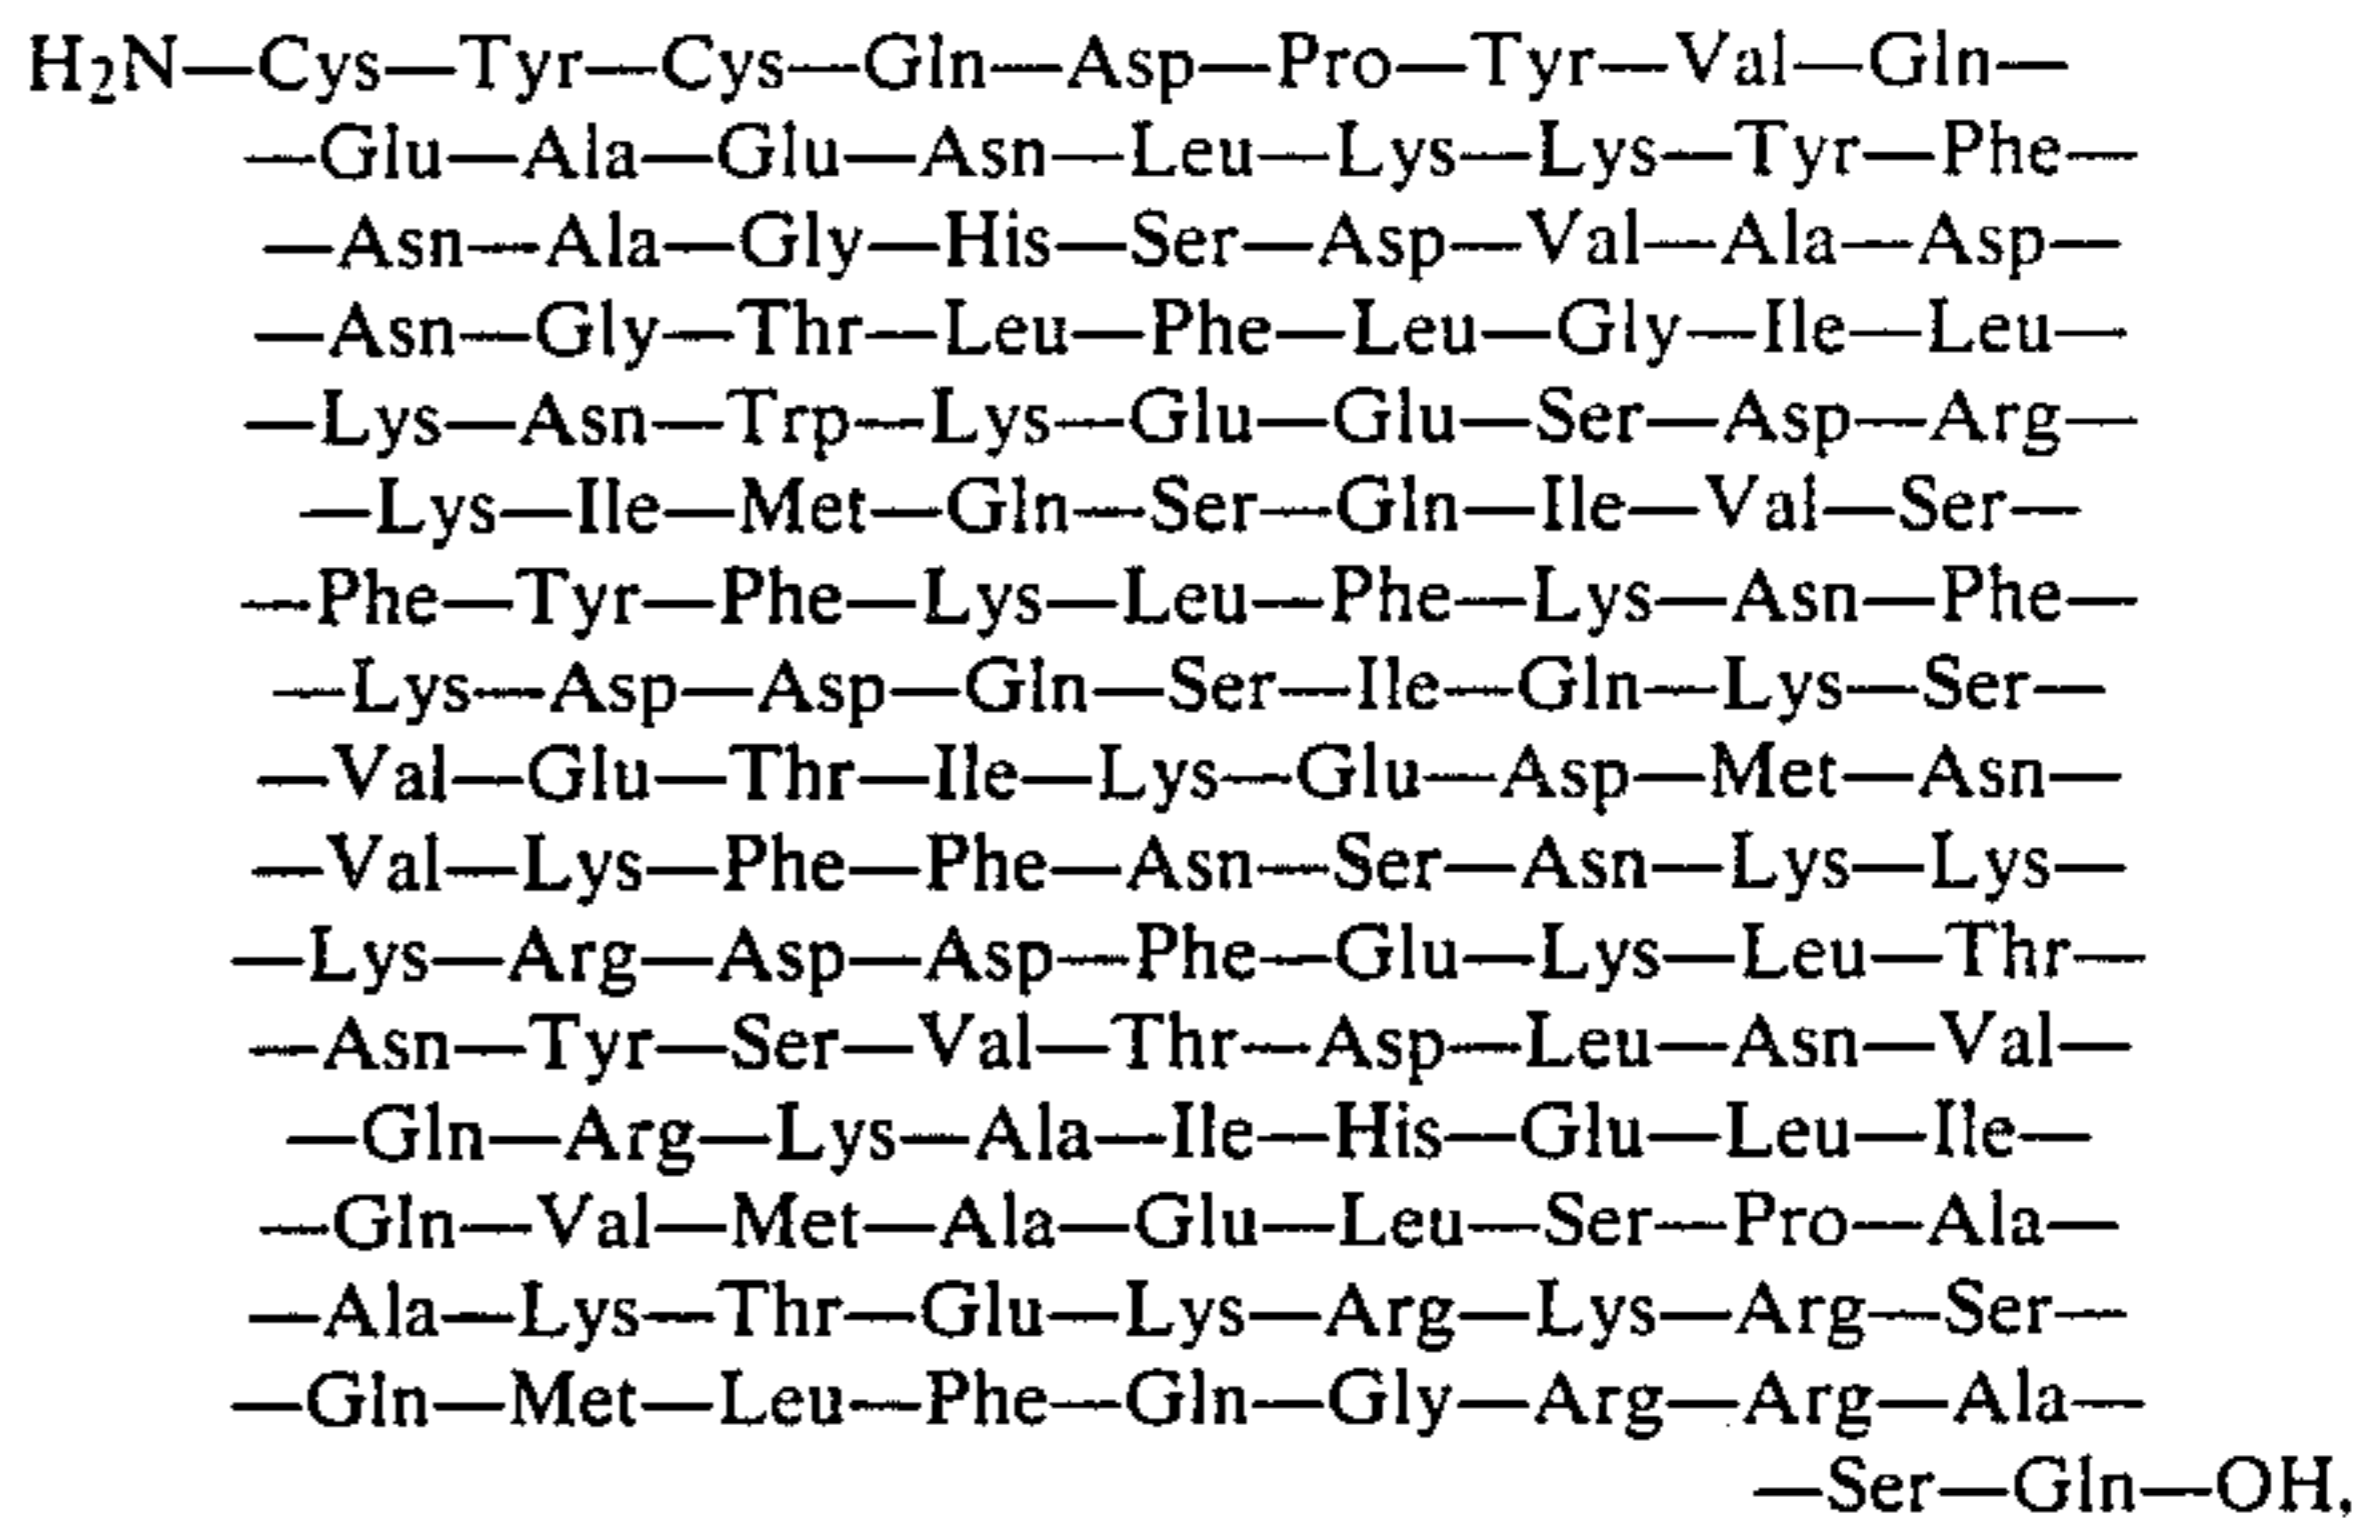 H₂N—Cys—Tyr—Cys—Gln—Asp—Pro—Tyr—Val—Gln—
—Glu—Ala—Glu—Asn—Leu—Lys—Lys—Tyr—Phe—
—Asn—Ala—Gly—His—Ser—Asp—Val—Ala—Asp—
—Asn—Gly—Thr—Leu—Phe—Leu—Gly—Ile—Leu—
—Lys—Asn—Trp—Lys—Glu—Glu—Ser—Asp—Arg—
—Lys—Ile—Met—Gln—Ser—Gln—Ile—Val—Ser—
—Phe—Tyr—Phe—Lys—Leu—Phe—Lys—Asn—Phe—
—Lys—Asp—Asp—Gln—Ser—Ile—Gln—Lys—Ser—
—Val—Glu—Thr—Ile—Lys—Glu—Asp—Met—Asn—
—Val—Lys—Phe—Phe—Asn—Ser—Asn—Lys—Lys—
—Lys—Arg—Asp—Asp—Phe—Glu—Lys—Leu—Thr—
—Asn—Tyr—Ser—Val—Thr—Asp—Leu—Asn—Val—
—Gln—Arg—Lys—Ala—Ile—His—Glu—Leu—Ile—
—Gln—Val—Met—Ala—Glu—Leu—Ser—Pro—Ala—
—Ala—Lys—Thr—Glu—Lys—Arg—Lys—Arg—Ser—
—Gln—Met—Leu—Phe—Gln—Gly—Arg—Arg—Ala—
—Ser—Gln—OH,